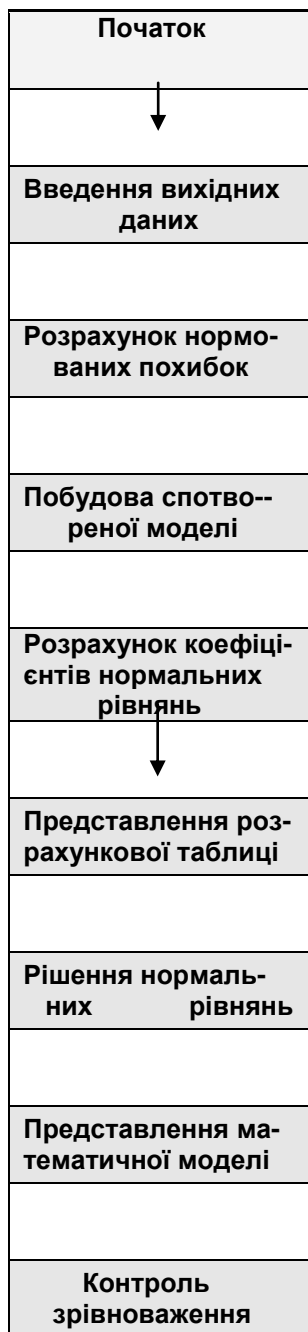 Початок
Введення вихідних
даних
Розрахунок нормо-
ваних похибок
Побудова спотво--
реної моделі
Розрахунок коефіці-
єнтів нормальних
рівнянь
Представлення роз-
рахункової таблиці
Рішення нормаль-
них рівнянь
Представлення ма-
тематичної моделі
Контроль
зрівноваження